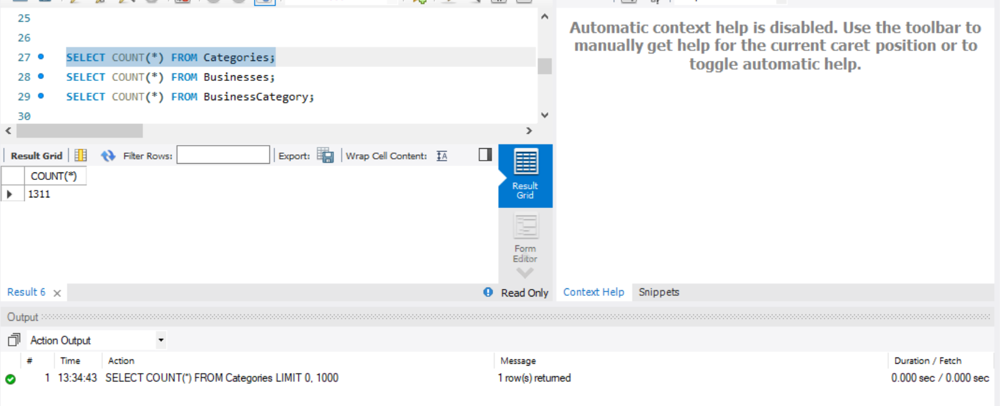 25
26
27 SELECT COUNT(*) FROM Categories;
28 SELECT COUNT(*) FROM Businesses;
29 SELECT COUNT(*) FROM BusinessCategory;
30
Automatic context help is disabled. Use the toolbar to
manually get help for the current caret position or to
toggle automatic help.
Result Grid Filter Rows: Export: Wrap Cell Content:
COUNT(*)
1311
Result
Grid
Form
Editor
Result 6
Read Only
Context Help Snippets
Output
Action Output
# Time Action Message Duration / Fetch
1 13:34:43 SELECT COUNT(*) FROM Categories LIMIT 0, 1000 1 row(s) returned 0.000 sec / 0.000 sec